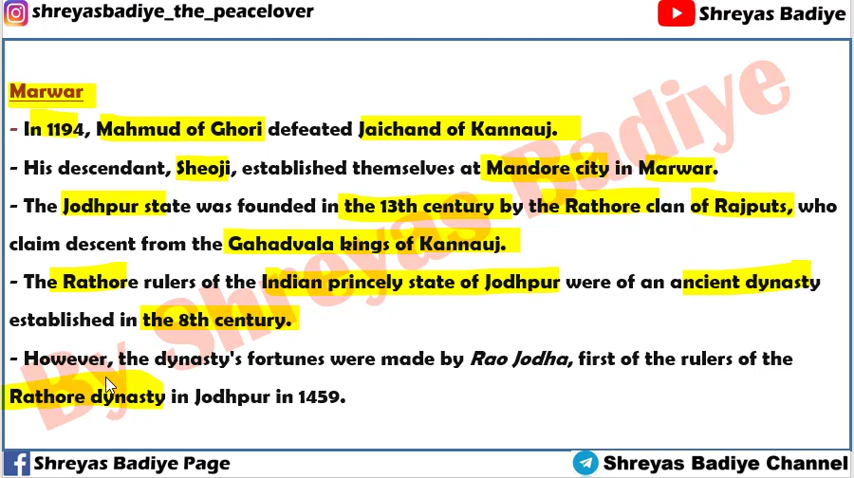 shreyasbadiye_the_peacelover
Shreyas Badiye
Marwar
- In 1194, Mahmud of Ghori defeated Jaichand of Kannauj.
- His descendant, Sheoji, established themselves at Mandore city in Marwar.
- The Jodhpur state was founded in the 13th century by the Rathore clan of Rajputs, who
claim descent from the Gahadvala kings of Kannauj.
- The Rathore rulers of the Indian princely state of Jodhpur were of an ancient dynasty
established in the 8th century.
- However, the dynasty's fortunes were made by Rao Jodha, first of the rulers of the
Rathore dynasty in Jodhpur in 1459.
By Shreyas Badiye
Shreyas Badiye Page
Shreyas Badiye Channel